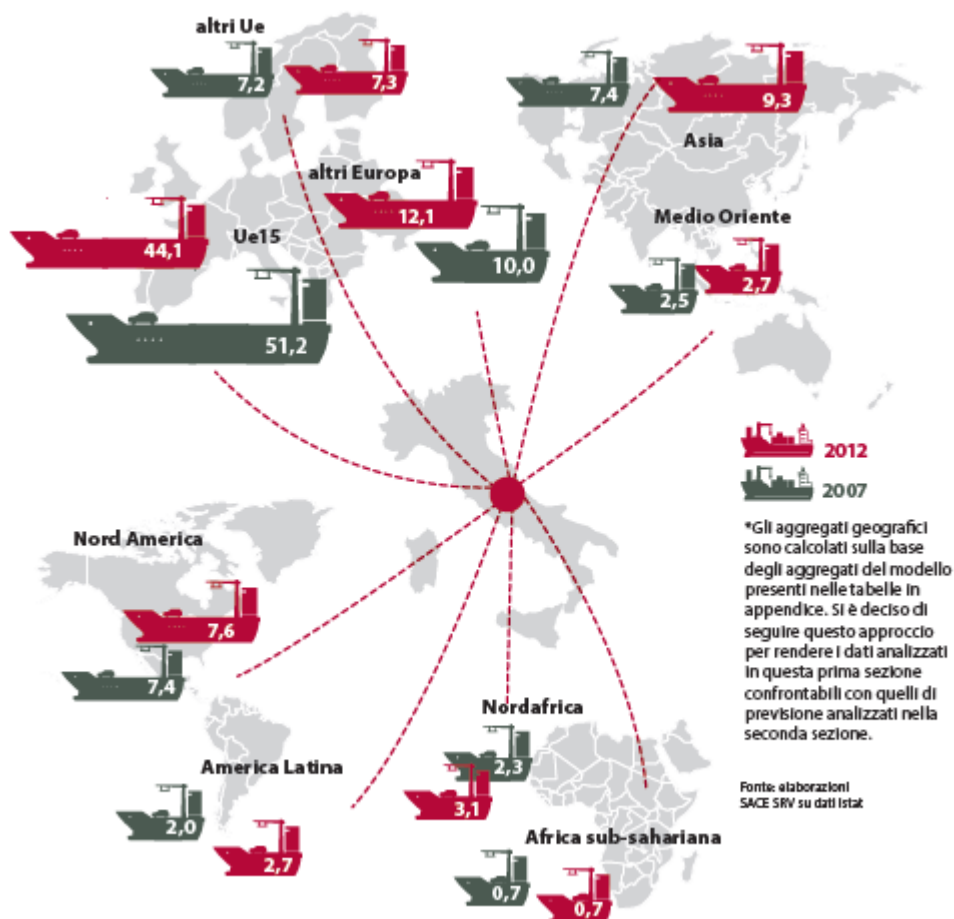 altri Ue
7,2
7,3
7,4
9,3
Asia
altri Europa
12,1
Medio Oriente
44,1
Ue15
10,0
2,5
2,7
51,2
2012
2007
*Gli aggregati geografici
sono calcolati sulla base
degli aggregati del modello
presenti nelle tabelle in
appendice. Si è deciso di
seguire questo approccio
per rendere i dati analizzati
in questa prima sezione
confrontabili con quelli di
previsione analizzati nella
seconda sezione.
Fonte: elaborazioni
SACE SRV su dati Istat
Nord America
7,6
7,4
America Latina
2,0
2,7
Nordafrica
2,3
3,1
Africa sub-sahariana
0,7
0,7